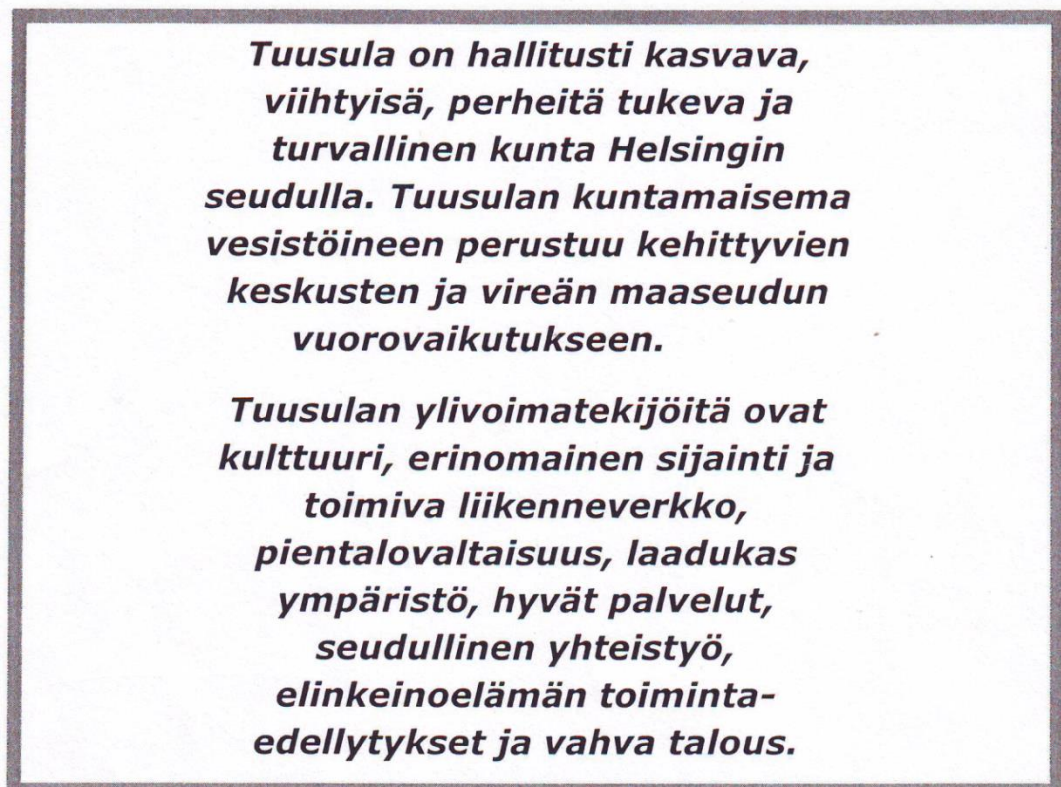 Tuusula on hallitusti kasvava,
viihtyisä, perheitä tukeva ja
turvallinen kunta Helsingin
seudulla. Tuusulan kuntamaisema
vesistöineen perustuu kehittyvien
keskusten ja vireän maaseudun
vuorovaikutukseen.
Tuusulan ylivoimatekijöitä ovat
kulttuuri, erinomainen sijainti ja
toimiva liikenneverkko,
pientalovaltaisuus, laadukas
ympäristö, hyvät palvelut,
seudullinen yhteistyö,
elinkeinoelämän toiminta-
edellytykset ja vahva talous.